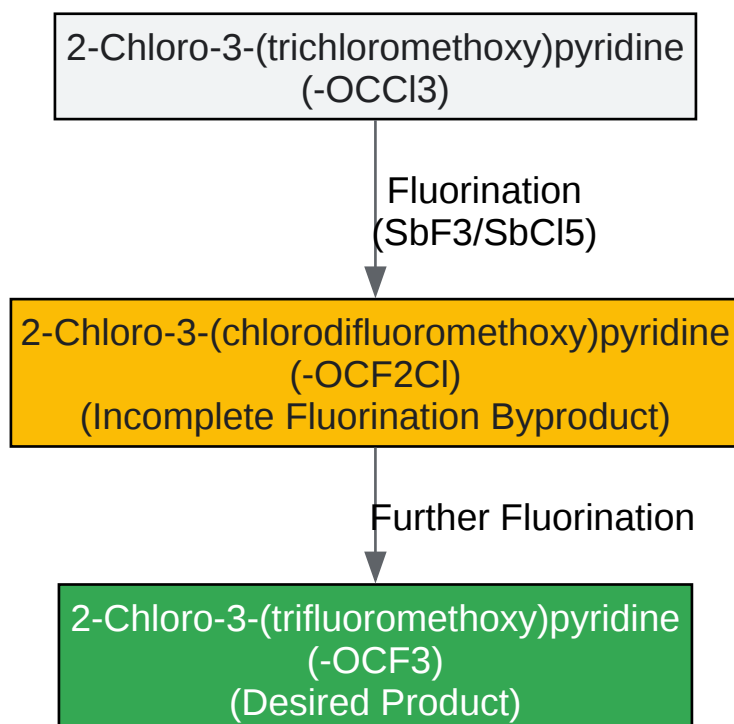 2-Chloro-3-(trichloromethoxy)pyridine
(-OCCl3)
Fluorination
(SbF3/SbCl5)
2-Chloro-3-(chlorodifluoromethoxy)pyridine
(-OCF2Cl)
(Incomplete Fluorination Byproduct)
Further Fluorination
2-Chloro-3-(trifluoromethoxy)pyridine
(-OCF3)
(Desired Product)